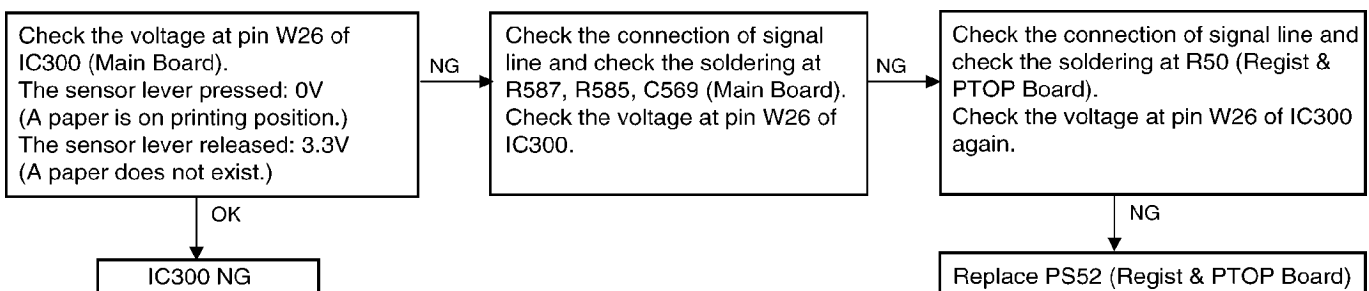 Check the voltage at pin W26 of
IC300 (Main Board).
The sensor lever pressed: 0V
(A paper is on printing position.)
The sensor lever released: 3.3V
(A paper does not exist.)
NG
Check the connection of signal
line and check the soldering at
R587, R585, C569 (Main Board).
Check the voltage at pin W26 of
IC300.
NG
Check the connection of signal line and
check the soldering at R50 (Regist &
PTOP Board).
Check the voltage at pin W26 of IC300
again.
OK
NG
IC300 NG
Replace PS52 (Regist & PTOP Board)